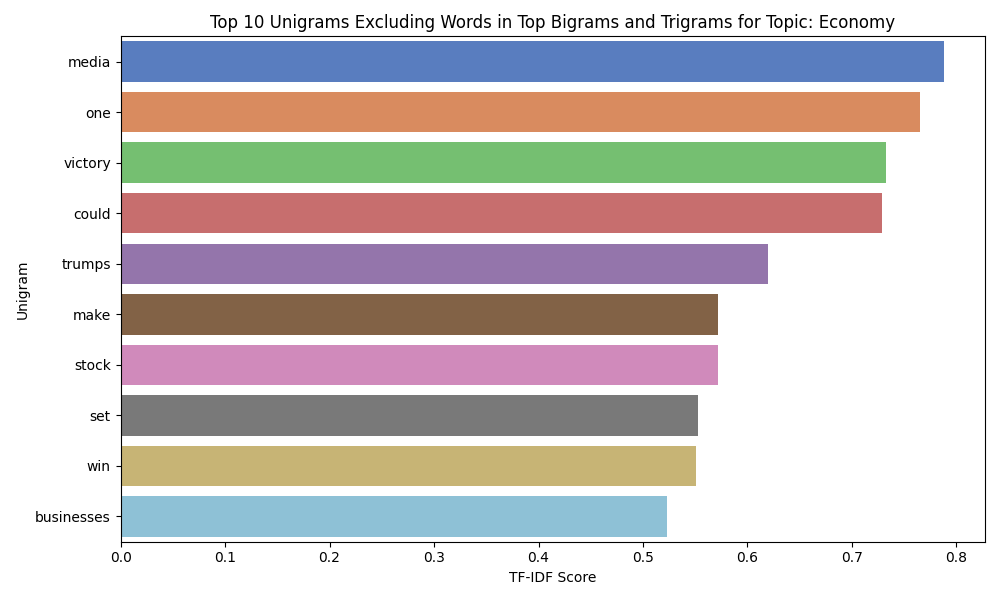 Top 10 Unigrams Excluding Words in Top Bigrams and Trigrams for Topic: Economy
Unigram
media
one
victory
could
trumps
make
stock
set
win
businesses
0.0 0.1 0.2 0.3 0.4 0.5 0.6 0.7 0.8
TF-IDF Score